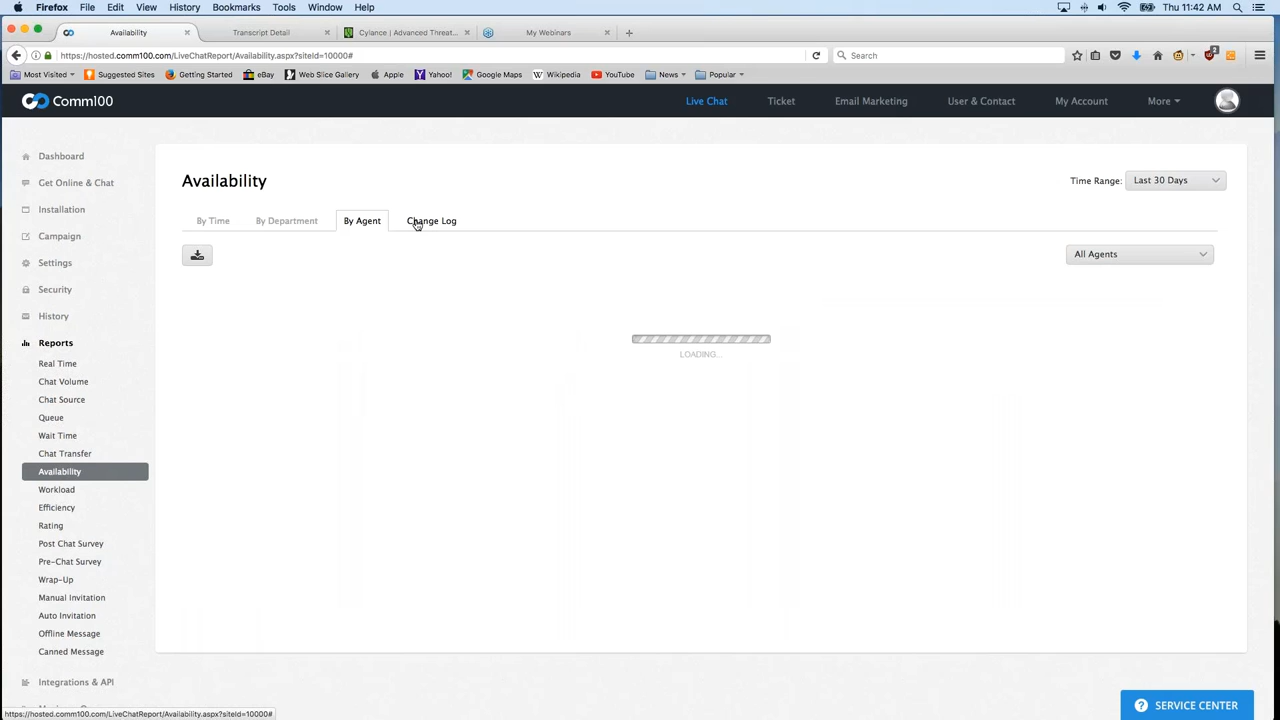 Firefox File Edit View History Bookmarks Tools Window Help Thu 11:42 AM
Availability Transcript Detail Cylance | Advanced Threat... My Webinars
https://hosted.comm100.com/LiveChatReport/Availability.aspx?siteId=10000# Search 2
Most Visited Suggested Sites Getting Started eBay Web Slice Gallery Apple Yahoo! Google Maps Wikipedia YouTube News Popular
Comm100 Live Chat Ticket Email Marketing User & Contact My Account More
Dashboard
Get Online & Chat
Installation
Campaign
Settings
Security
History
Reports
Real Time
Chat Volume
Chat Source
Queue
Wait Time
Chat Transfer
Availability
Workload
Efficiency
Rating
Post Chat Survey
Pre-Chat Survey
Wrap-Up
Manual Invitation
Auto Invitation
Offline Message
Canned Message
Integrations & API
Availability
Time Range: Last 30 Days
By Time By Department By Agent Change Log
All Agents
LOADING...
SERVICE CENTER
https://hosted.comm100.com/LiveChatReport/Availability.aspx?siteId=10000#